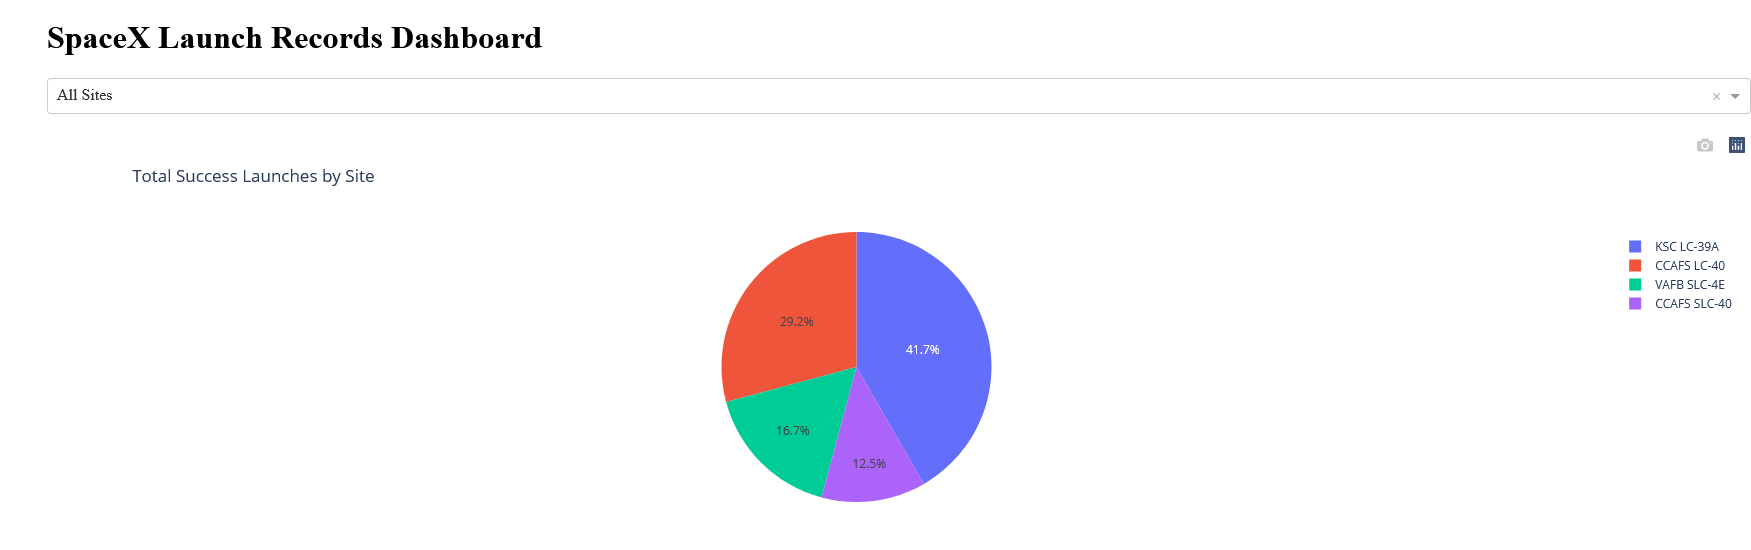 SpaceX Launch Records Dashboard
All Sites
Total Success Launches by Site
KSC LC-39A
CCAFS LC-40
VAFB SLC-4E
CCAFS SLC-40
29.2%
41.7%
16.7%
12.5%